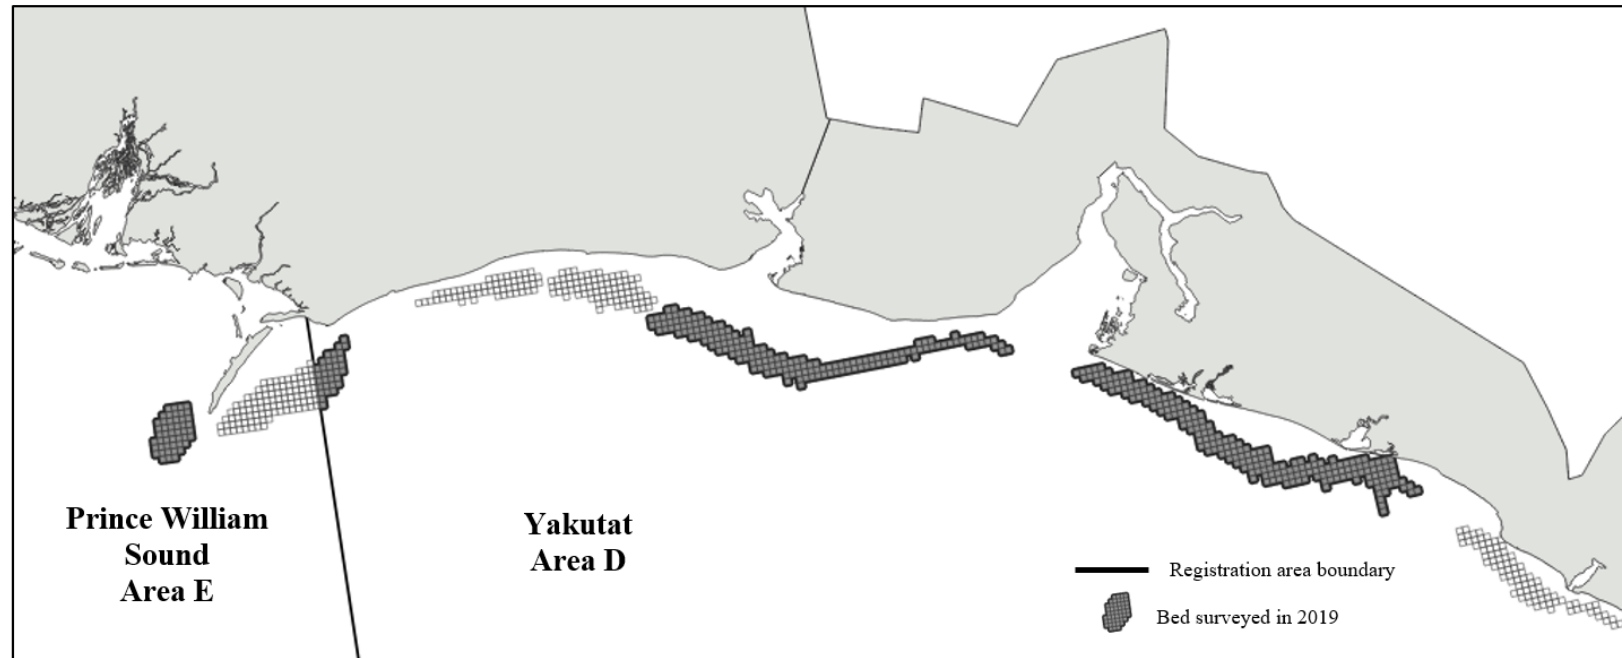 Prince William
Sound
Area E
Yakutat
Area D
Registration area boundary
Bed surveyed in 2019